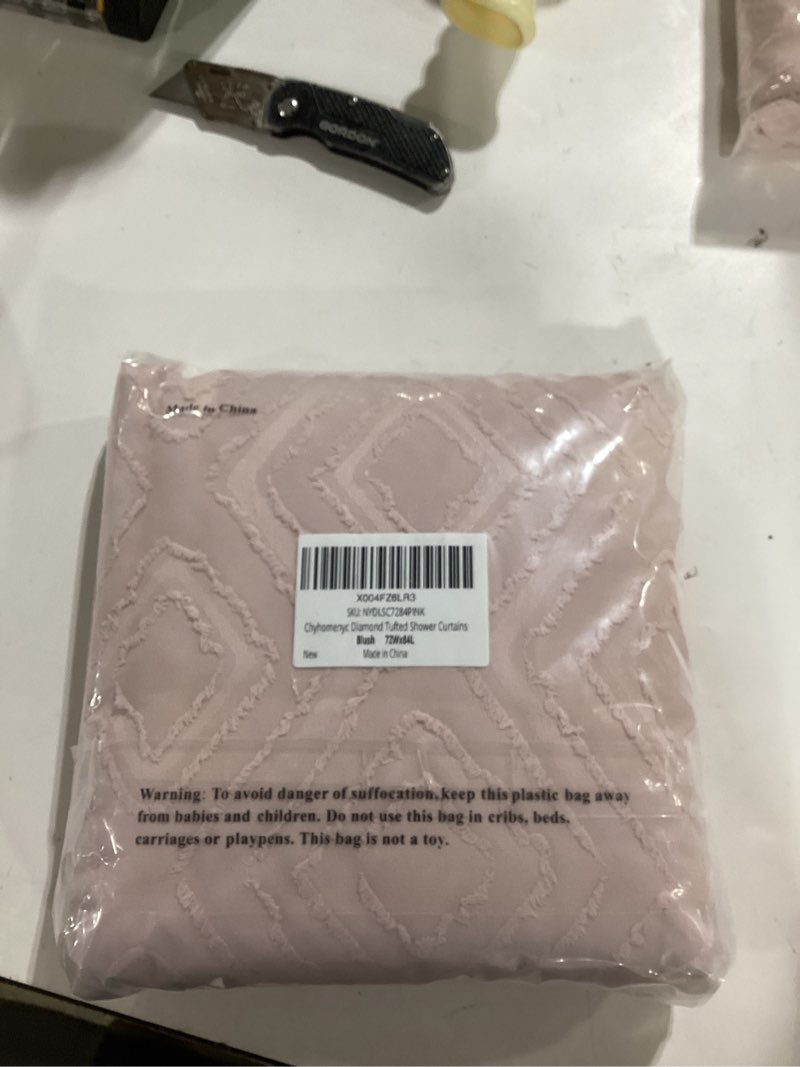 GORDON
Made in China
X004FZ6LR3
SKU: NYDLSC7284PINK
Chyhomenyc Diamond Tufted Shower Curtains
Blush 72Wx84L
New Made in China
Warning: To avoid danger of suffocation,keep this plastic bag away
from babies and children. Do not use this bag in cribs, beds,
carriages or playpens. This bag is not a toy.